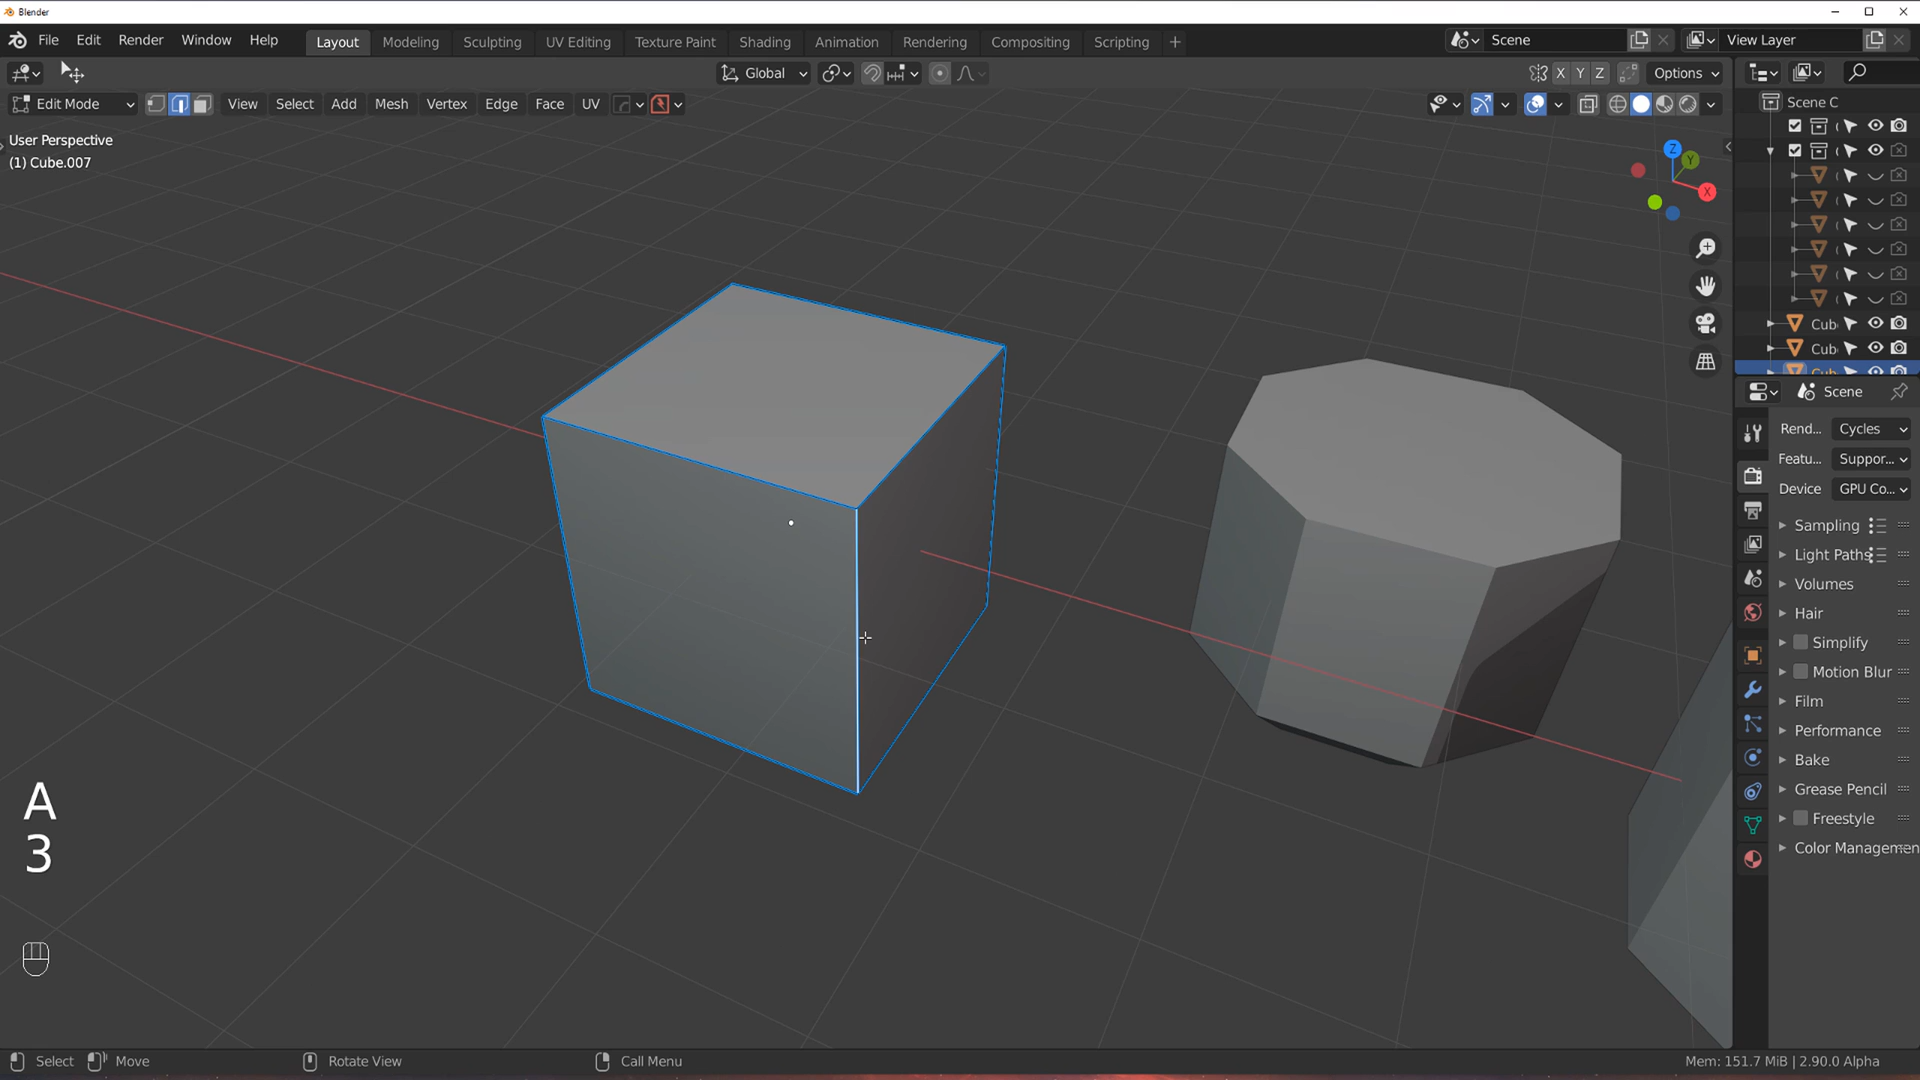 Blender
File Edit Render Window Help Layout Modeling Sculpting UV Editing Texture Paint Shading Animation Rendering Compositing Scripting + Scene View Layer
Global X Y Z Options
Edit Mode View Select Add Mesh Vertex Edge Face UV
Scene C
User Perspective
(1) Cube.007
Z
Y
X
Cub
Cub
Scene
Rend... Cycles
Featu... Suppor...
Device GPU Co...
Sampling
Light Paths
Volumes
Hair
Simplify
Motion Blur
Film
Performance
Bake
Grease Pencil
Freestyle
Color Managemen
A
3
Select Move Rotate View Call Menu Mem: 151.7 MiB | 2.90.0 Alpha